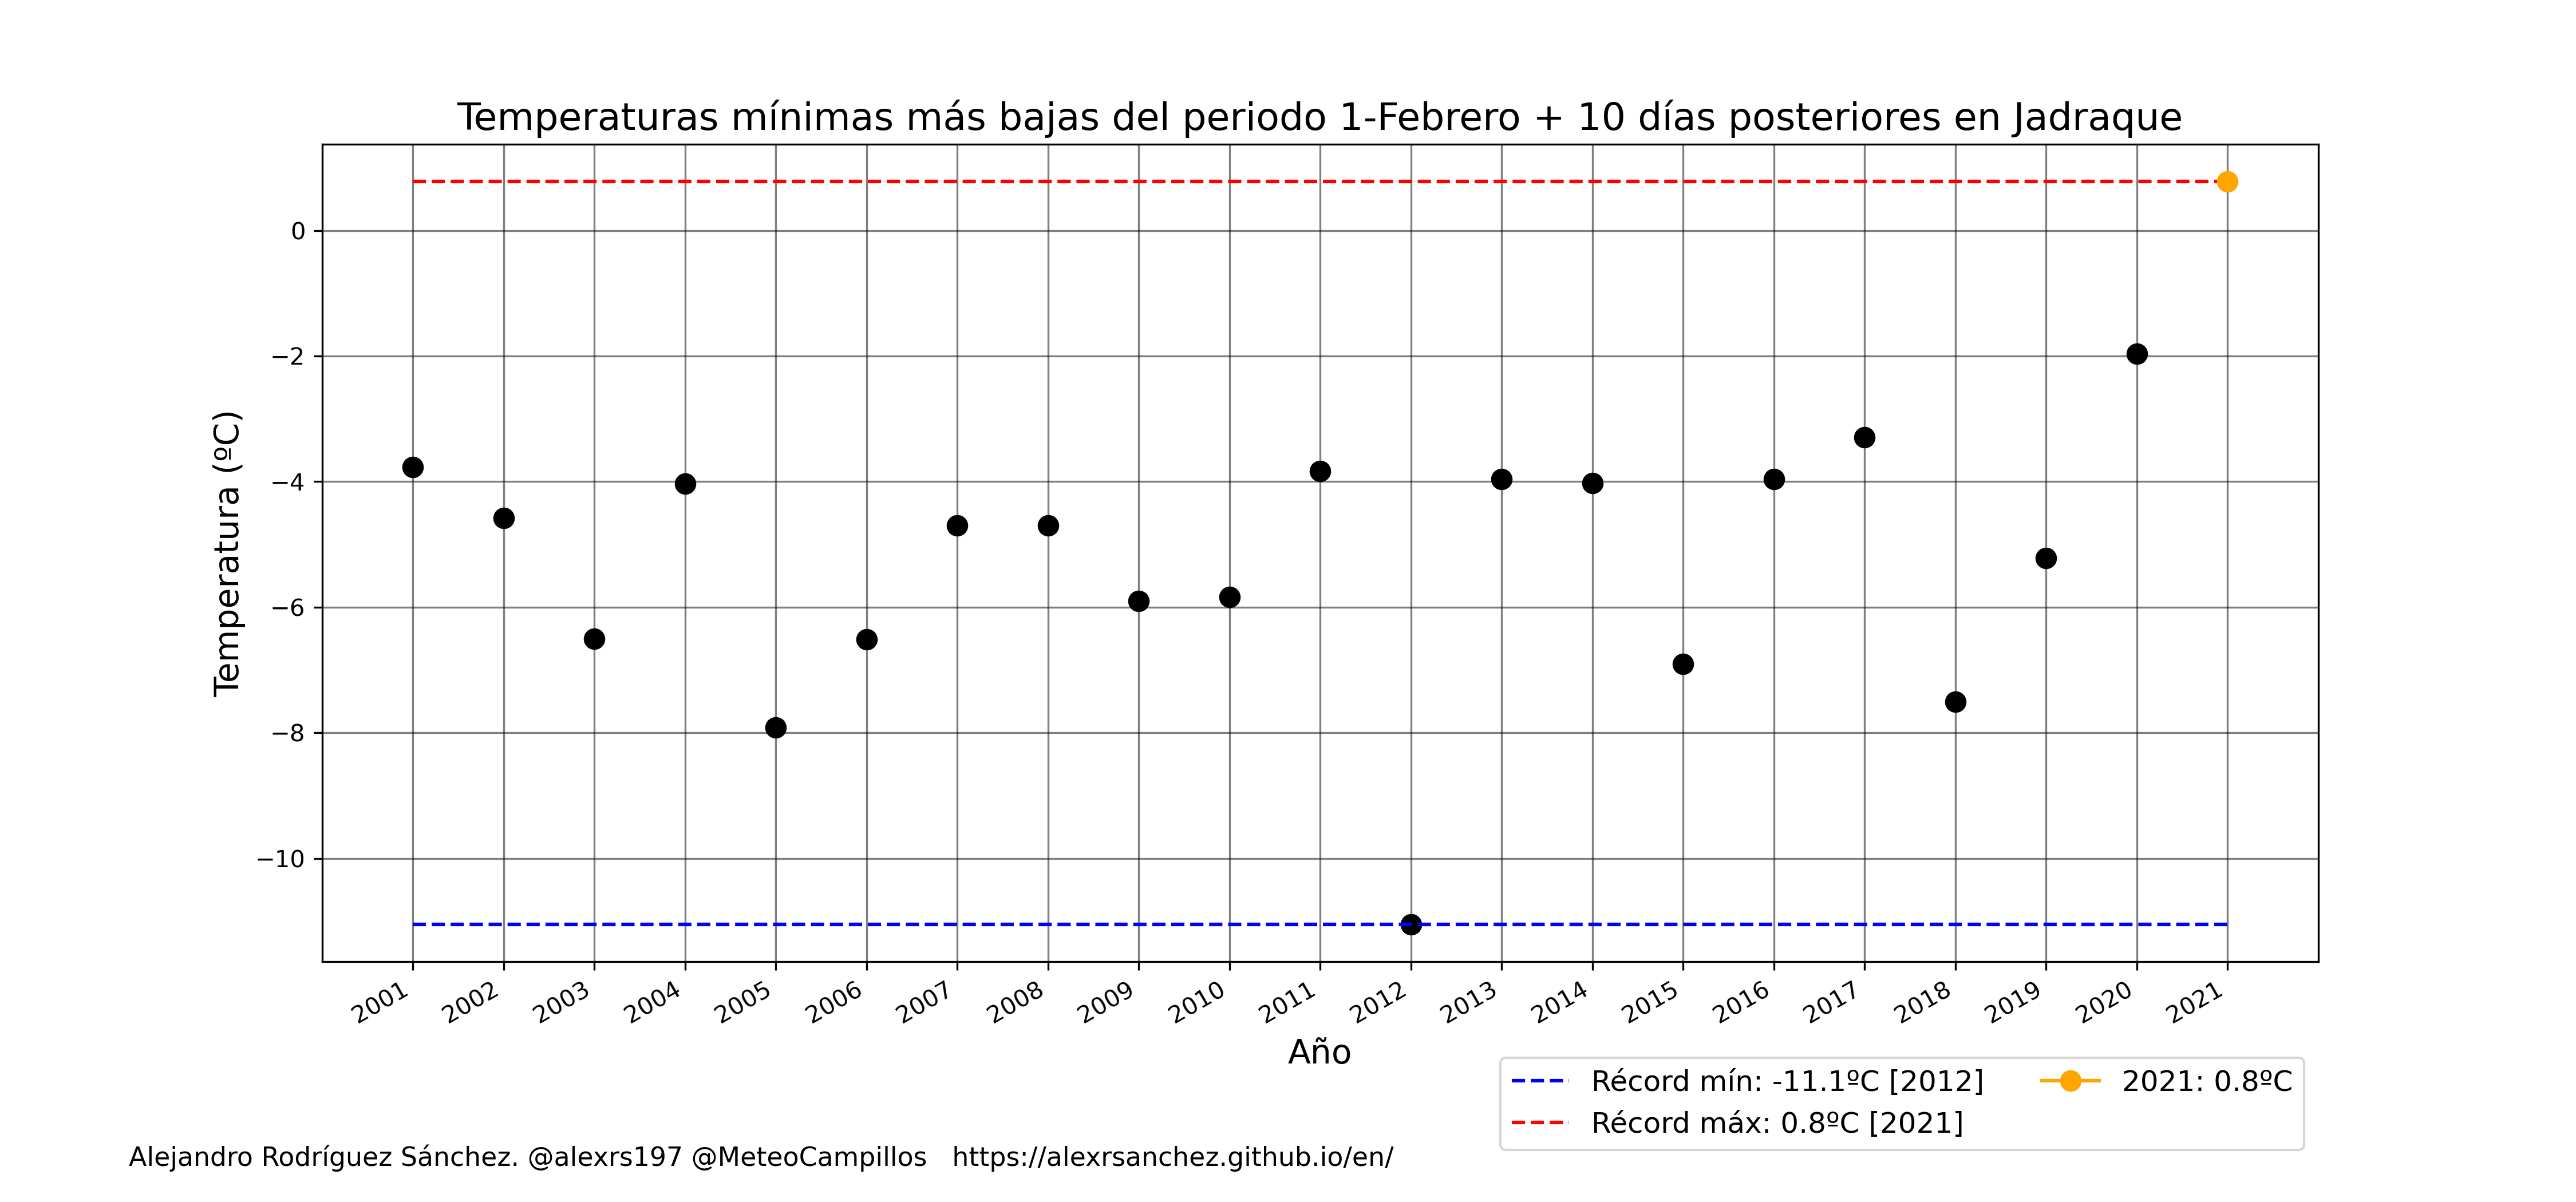 Temperaturas mínimas más bajas del periodo 1-Febrero + 10 días posteriores en Jadraque
Temperatura (ºC)
0
−2
−4
−6
−8
−10
2001 2002 2003 2004 2005 2006 2007 2008 2009 2010 2011 2012 2013 2014 2015 2016 2017 2018 2019 2020 2021
Año
Récord mín: -11.1ºC [2012]
Récord máx: 0.8ºC [2021]
2021: 0.8ºC
Alejandro Rodríguez Sánchez. @alexrs197 @MeteoCampillos https://alexrsanchez.github.io/en/